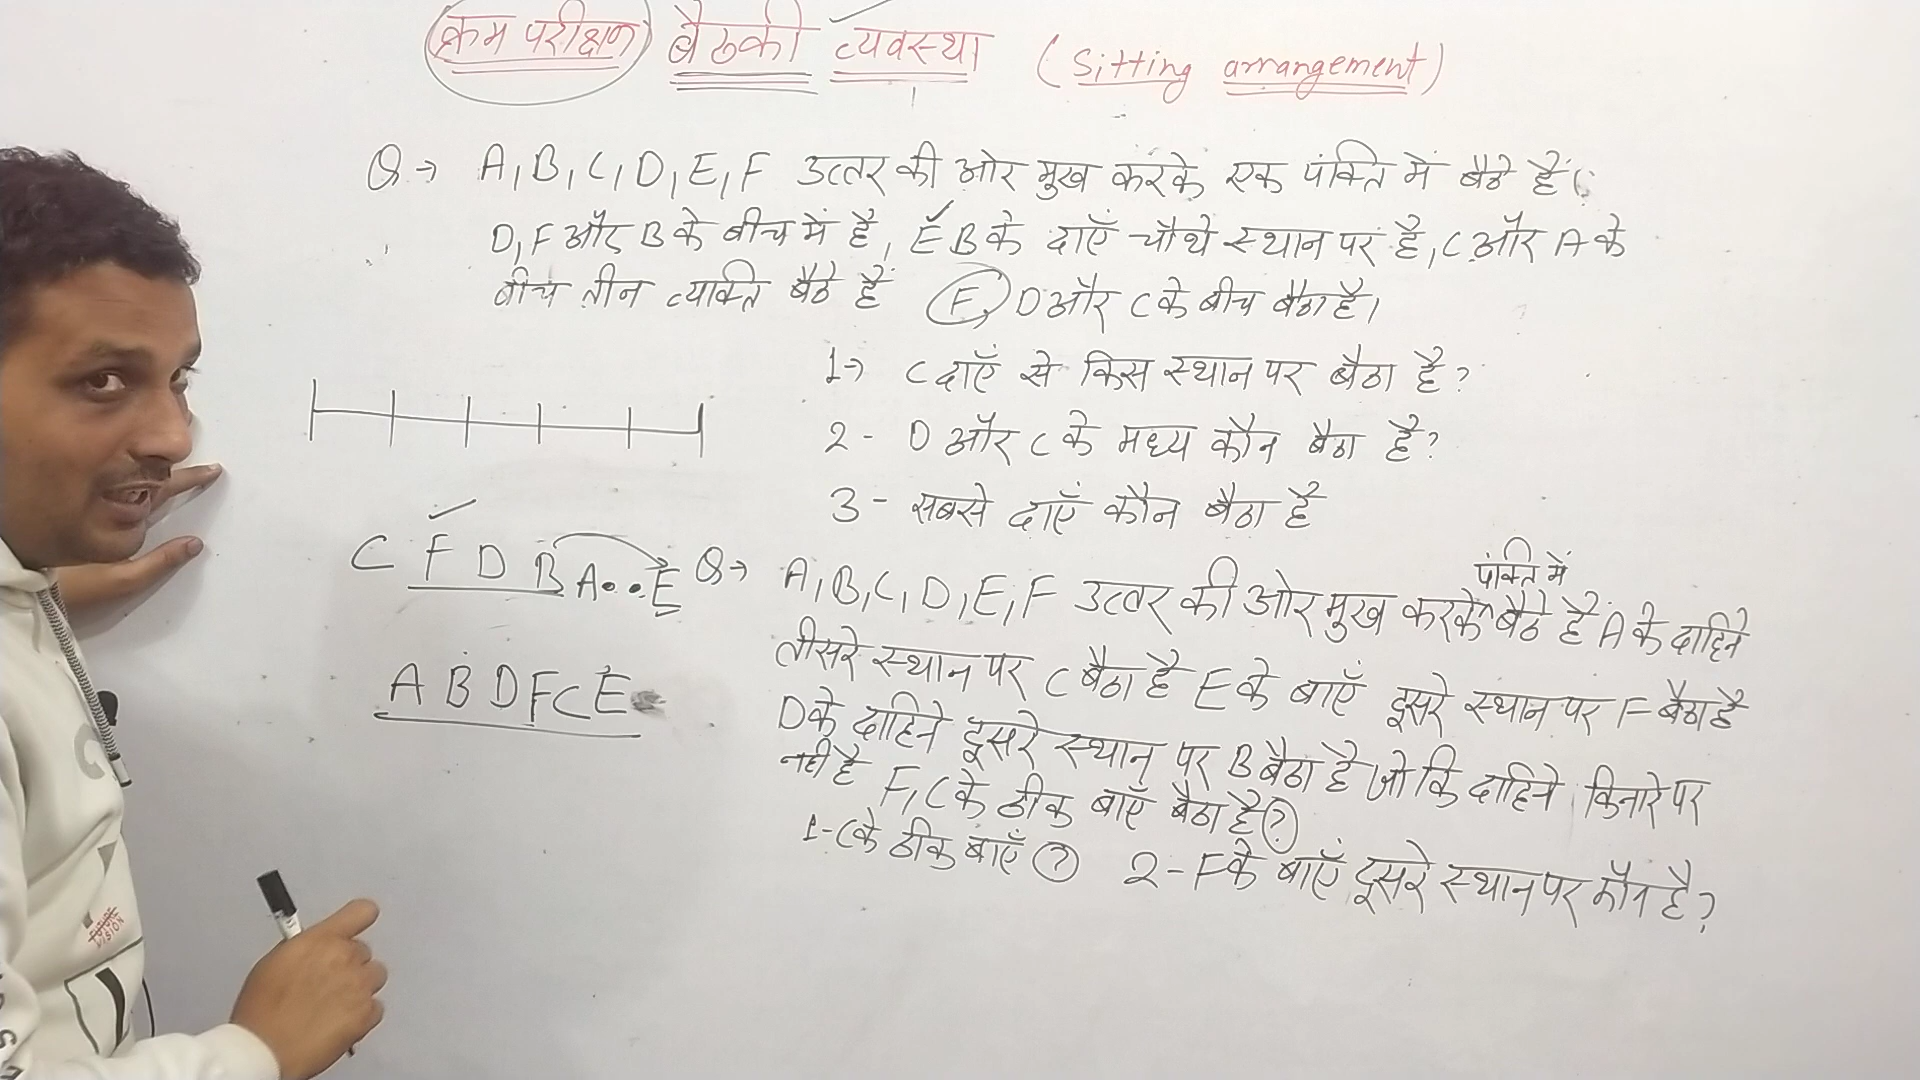 क्रम परीक्षण बैठकी व्यवस्था (Sitting arrangement)
Q→ A,B,C,D,E,F उत्तर की ओर मुख करके एक पंक्ति में बैठे हैं।
D,F और B के बीच में है, E B के दाएँ चौथे स्थान पर है, C और A के
बीच तीन व्यक्ति बैठे हैं F, D और C के बीच बैठा है।
1→ C दाएँ से किस स्थान पर बैठा है?
2- D और C के मध्य कौन बैठा है?
3- सबसे दाएँ कौन बैठा है
C F D B A • • E
A B D F C E
Q→ A,B,C,D,E,F उत्तर की ओर मुख करके पंक्ति में बैठे हैं A के दाहिने
तीसरे स्थान पर C बैठा है E के बाएँ दूसरे स्थान पर F बैठा है
D के दाहिने दूसरे स्थान पर B बैठा है जो कि दाहिने किनारे पर
नही है F, C के ठीक बाएँ बैठा है ?
1- C के ठीक बाएँ ? 2- F के बाएँ दूसरे स्थान पर कौन है?
FUTURE
VISION